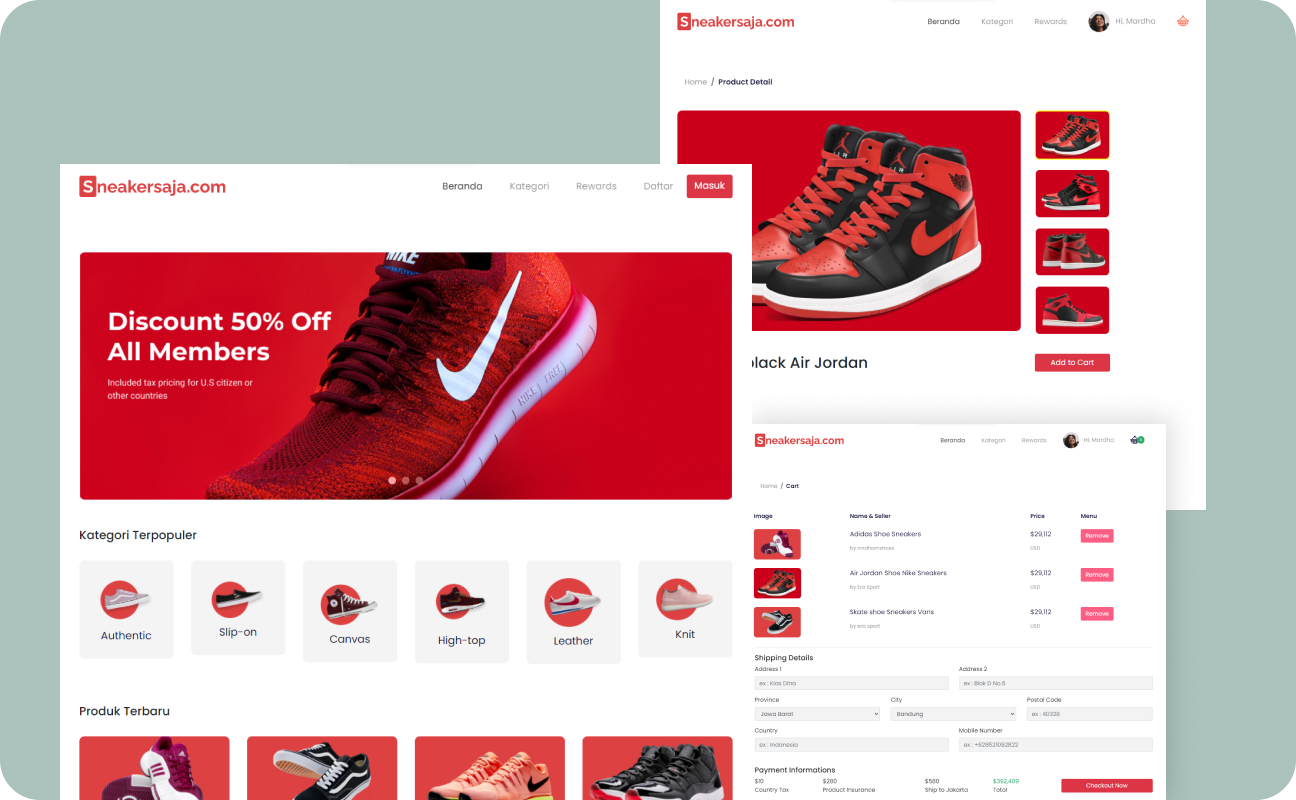 Sneakersaja.com
Beranda
Kategori
Rewards
Hi, Mardha
Home / Product Detail
AIR
AIR
black Air Jordan
Add to Cart
Sneakersaja.com
Beranda
Kategori
Rewards
Daftar
Masuk
NIKE
Discount 50% Off
All Members
Included tax pricing for U.S citizen or
other countries
NIKE FREE
Kategori Terpopuler
Authentic
Slip-on
Canvas
High-top
Leather
Knit
Produk Terbaru
Sneakersaja.com
Beranda
Kategori
Rewards
Hi, Mardha
Home / Cart
Image
Name & Seller
Price
Menu
Adidas Shoe Sneakers
$29,112
Remove
by mrdhamshoes
USD
Air Jordan Shoe Nike Sneakers
$29,112
Remove
by Era Sport
USD
Skate shoe Sneakers Vans
$29,112
Remove
by era sport
USD
Shipping Details
Address 1
Address 2
ex : Klos Dima
ex : Blok D No.6
Province
City
Postal Code
Jawa Barat
Bandung
ex : 40328
Country
Mobile Number
ex : Indonesia
Payment Informations
$10
$280
$580
$392,409
Country Tax
Product Insurance
Ship to Jakarta
Total
Checkout Now